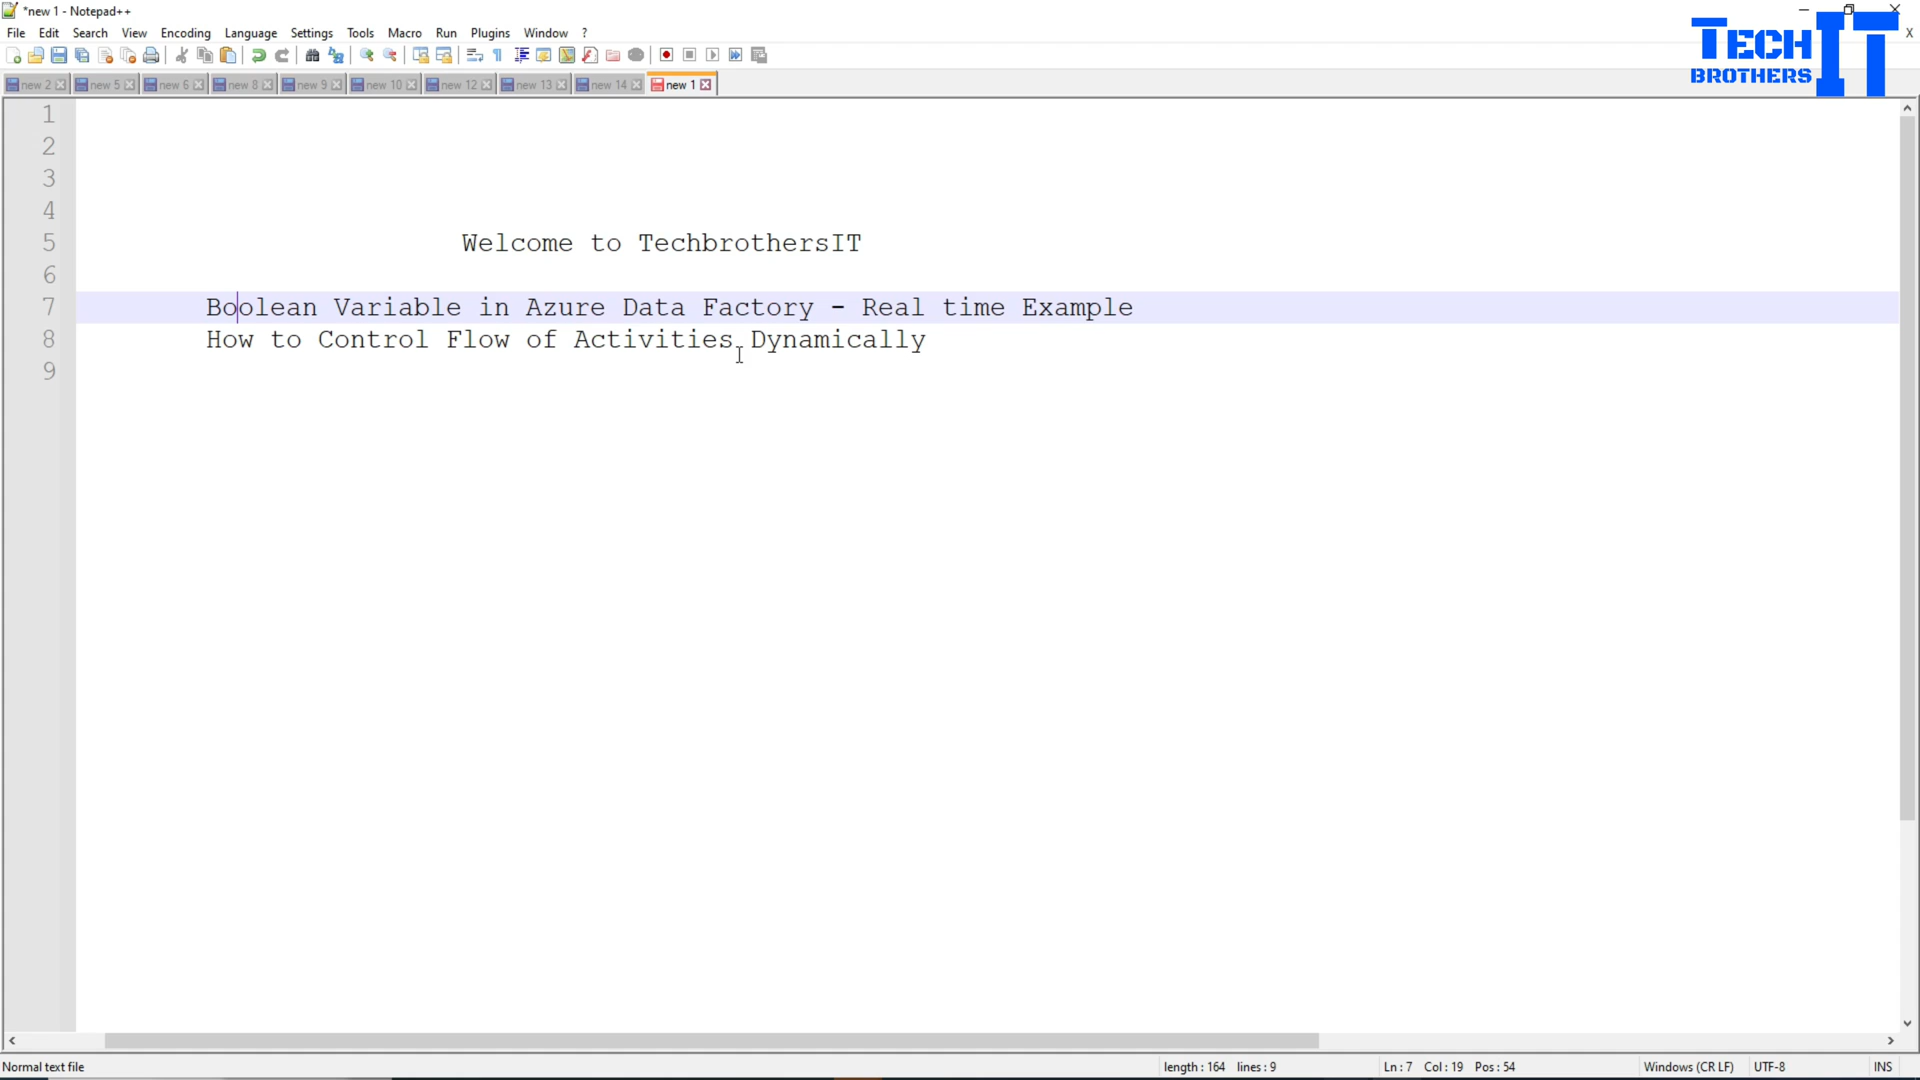 *new 1 - Notepad++
File Edit Search View Encoding Language Settings Tools Macro Run Plugins Window ? X
TECH IT
BROTHERS
new 2 new 5 new 6 new 8 new 9 new 10 new 12 new 13 new 14 new 1
1
2
3
4
5 Welcome to TechbrothersIT
6
7 Boolean Variable in Azure Data Factory - Real time Example
8 How to Control Flow of Activities Dynamically
9
Normal text file length : 164 lines : 9 Ln : 7 Col : 19 Pos : 54 Windows (CR LF) UTF-8 INS